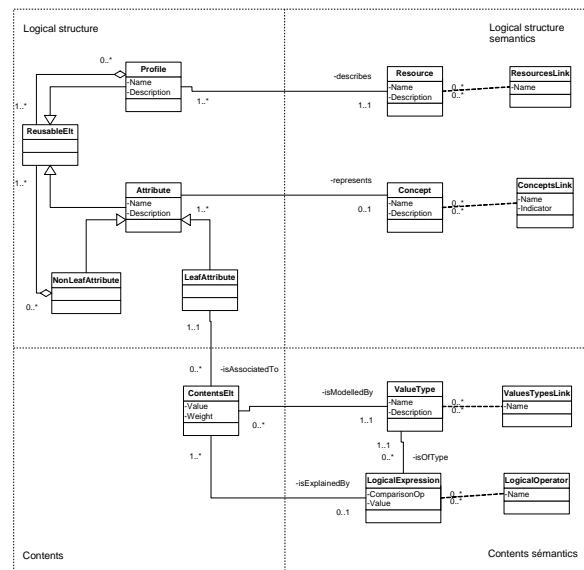 Logical structure
Logical structure
semantics
0..*
Profile
-Name
-Description
1..*
-describes
1..1
Resource
-Name
-Description
0..*
0..*
ResourcesLink
-Name
1..*
ReusableElt
1..*
Attribute
-Name
-Description
1..*
-represents
0..1
Concept
-Name
-Description
0..*
0..*
ConceptsLink
-Name
-Indicator
NonLeafAttribute
0..*
LeafAttribute
1..1
0..*
-isAssociatedTo
ContentsElt
-Value
-Weight
0..*
-isModelledBy
1..1
ValueType
-Name
-Description
0..*
0..*
ValuesTypesLink
-Name
1..1
0..*
-isOfType
1..*
-isExplainedBy
0..1
LogicalExpression
-ComparisonOp
-Value
0..*
0..*
LogicalOperator
-Name
Contents
Contents sémantics